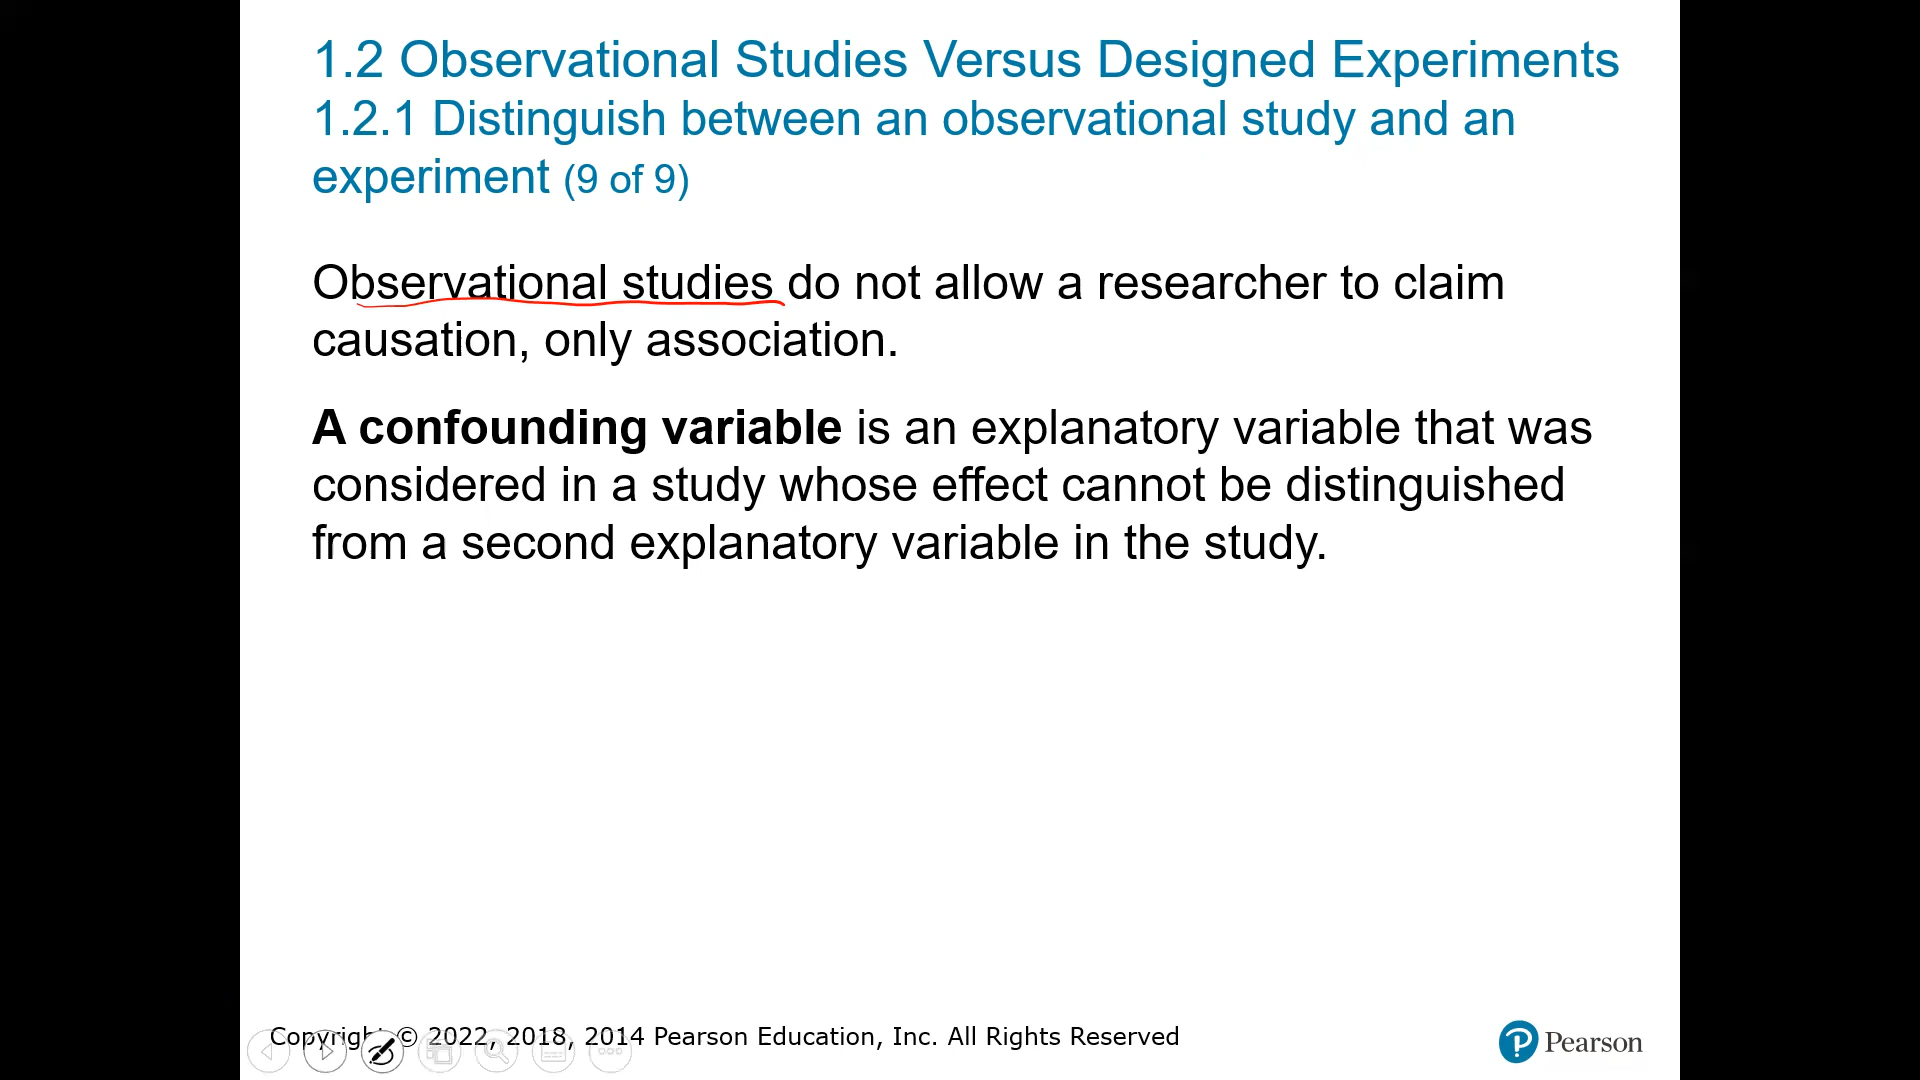 1.2 Observational Studies Versus Designed Experiments
1.2.1 Distinguish between an observational study and an
experiment (9 of 9)
Observational studies do not allow a researcher to claim
causation, only association.
A confounding variable is an explanatory variable that was
considered in a study whose effect cannot be distinguished
from a second explanatory variable in the study.
Copyright © 2022, 2018, 2014 Pearson Education, Inc. All Rights Reserved
Pearson